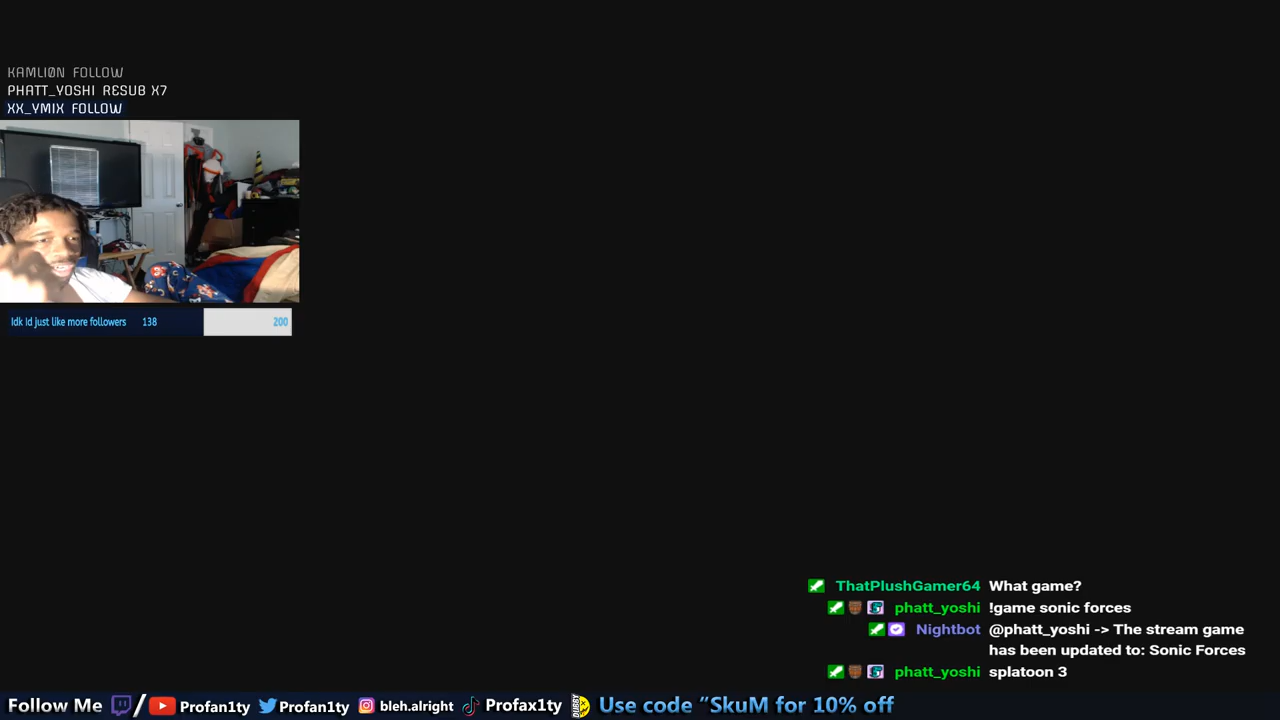 KAMLIØN FOLLOW
PHATT_YOSHI RESUB X7
XX_YMIX FOLLOW
Idk Id just like more followers 138 200
ThatPlushGamer64 What game?
phatt_yoshi !game sonic forces
Nightbot @phatt_yoshi -> The stream game
has been updated to: Sonic Forces
phatt_yoshi splatoon 3
Follow Me / Profan1ty Profan1ty bleh.alright Profax1ty DUBBY Use code "SkuM for 10% off